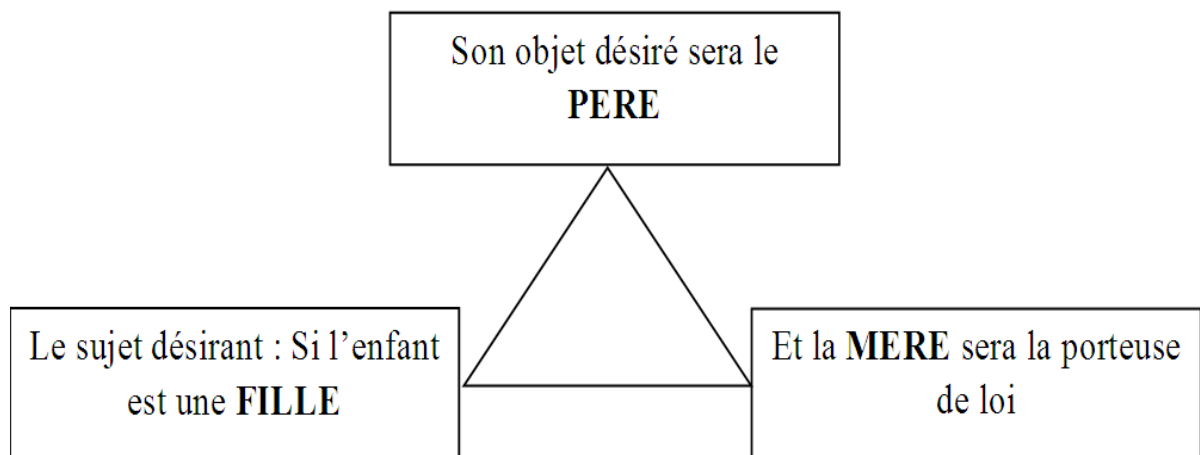 Son objet désiré sera le
PERE
Le sujet désirant : Si l’enfant
est une FILLE
Et la MERE sera la porteuse
de loi